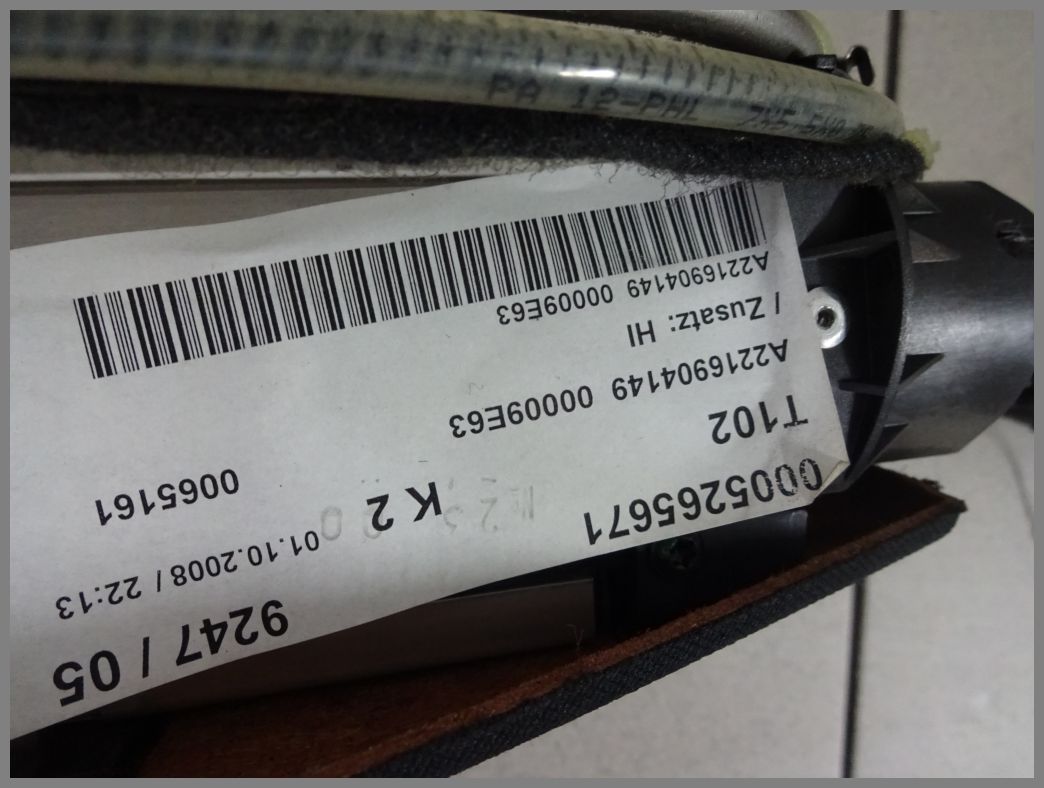 PA 12-PHL
A2216904149 00009E63
/ Zusatz: HI
A2216904149 00009E63
T102
0005265671
K 2
0065161
01.10.2008 / 22:13
9247 / 05